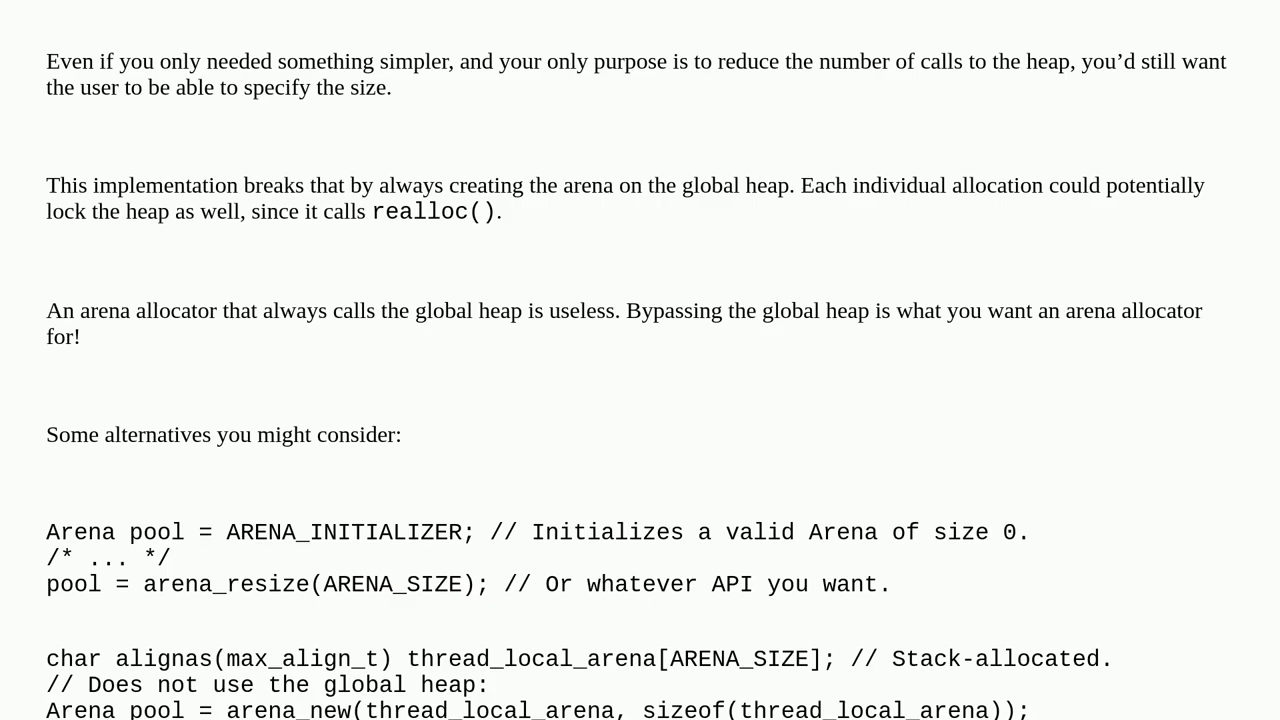 Even if you only needed something simpler, and your only purpose is to reduce the number of calls to the heap, you’d still want
the user to be able to specify the size.
This implementation breaks that by always creating the arena on the global heap. Each individual allocation could potentially
lock the heap as well, since it calls realloc().
An arena allocator that always calls the global heap is useless. Bypassing the global heap is what you want an arena allocator
for!
Some alternatives you might consider:
Arena pool = ARENA_INITIALIZER; // Initializes a valid Arena of size 0.
/* ... */
pool = arena_resize(ARENA_SIZE); // Or whatever API you want.
char alignas(max_align_t) thread_local_arena[ARENA_SIZE]; // Stack-allocated.
// Does not use the global heap:
Arena pool = arena_new(thread_local_arena, sizeof(thread_local_arena));